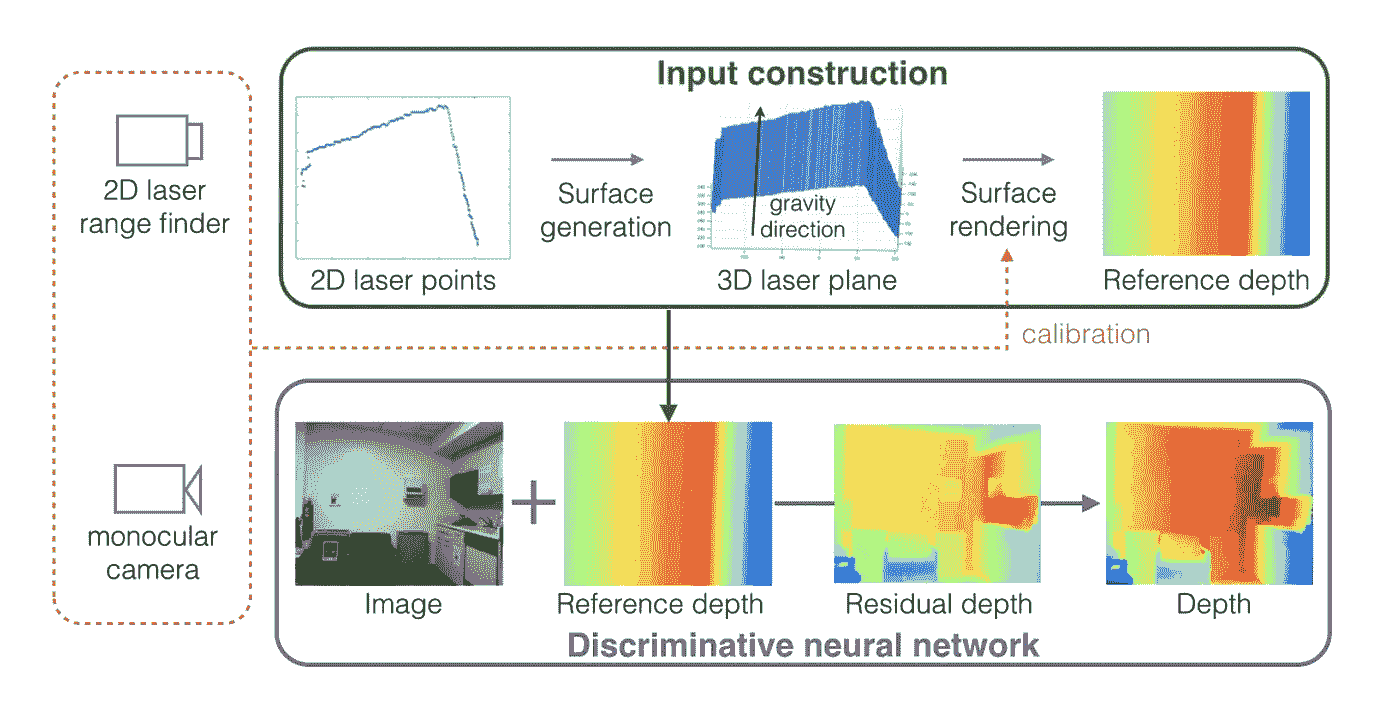 Input construction
2D laser
range finder
2D laser points
Surface
generation
gravity
direction
3D laser plane
Surface
rendering
Reference depth
calibration
monocular
camera
Image
Reference depth
Residual depth
Depth
Discriminative neural network